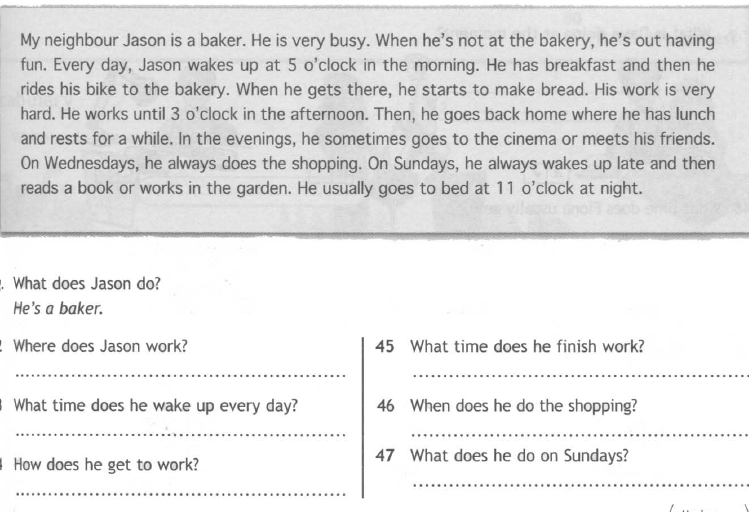 My neighbour Jason is a baker. He is very busy. When he's not at the bakery, he's out having
fun. Every day, Jason wakes up at 5 o'clock in the morning. He has breakfast and then he
rides his bike to the bakery. When he gets there, he starts to make bread. His work is very
hard. He works until 3 o'clock in the afternoon. Then, he goes back home where he has lunch
and rests for a while. In the evenings, he sometimes goes to the cinema or meets his friends.
On Wednesdays, he always does the shopping. On Sundays, he always wakes up late and then
reads a book or works in the garden. He usually goes to bed at 11 o'clock at night.
What does Jason do?
He's a baker.
Where does Jason work?
What time does he wake up every day?
How does he get to work?
45 What time does he finish work?
46 When does he do the shopping?
47 What does he do on Sundays?